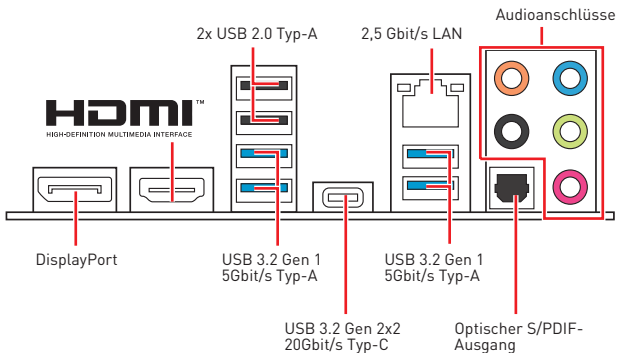 Audioanschlüsse
2x USB 2.0 Typ-A
2,5 Gbit/s LAN
HDMI™
HIGH-DEFINITION MULTIMEDIA INTERFACE
DisplayPort
USB 3.2 Gen 1
5Gbit/s Typ-A
USB 3.2 Gen 1
5Gbit/s Typ-A
USB 3.2 Gen 2x2
20Gbit/s Typ-C
Optischer S/PDIF-
Ausgang